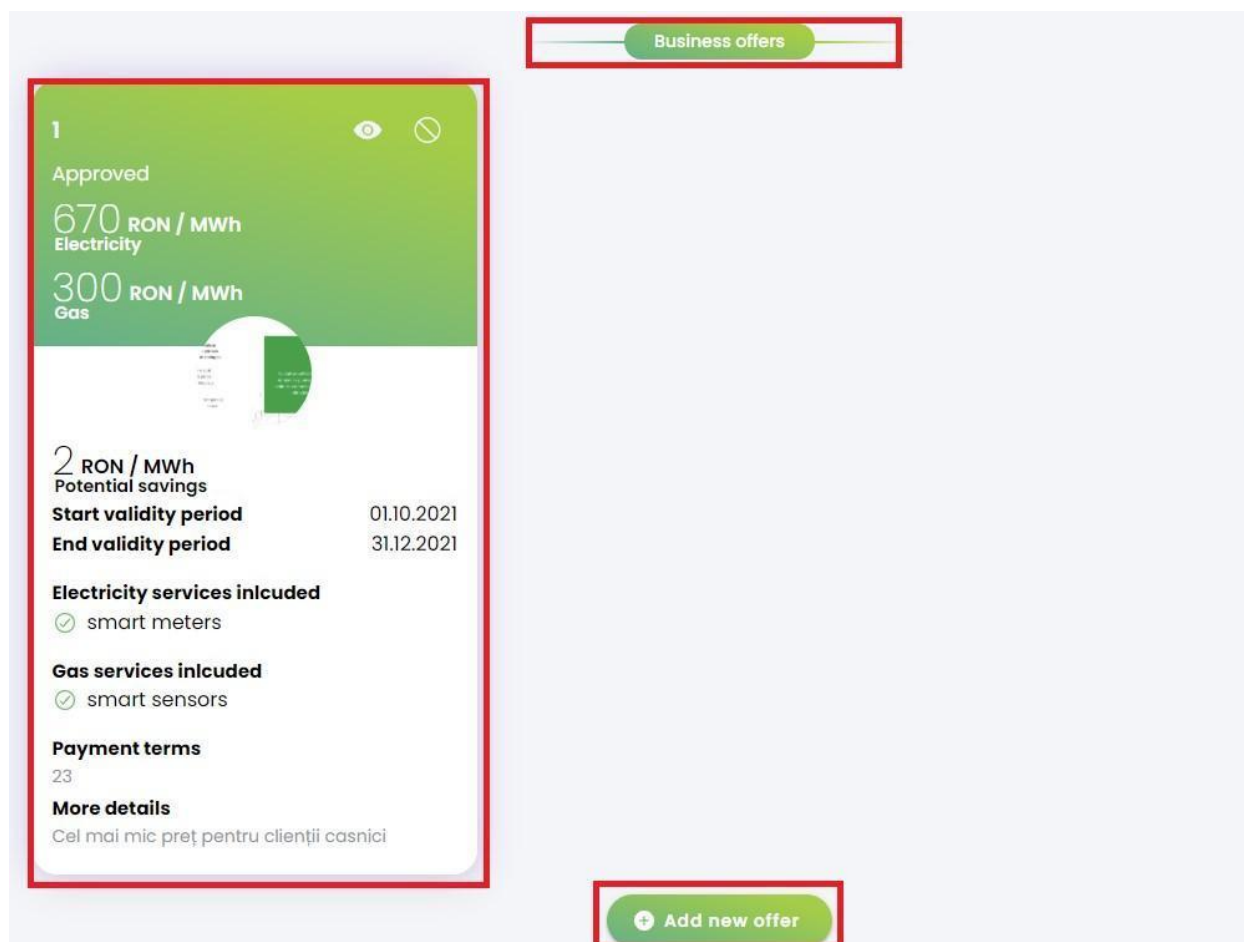 Business offers
1
Approved
670 RON / MWh
Electricity
300 RON / MWh
Gas
2 RON / MWh
Potential savings
Start validity period 01.10.2021
End validity period 31.12.2021
Electricity services inlcuded
smart meters
Gas services inlcuded
smart sensors
Payment terms
23
More details
Cel mai mic preț pentru clienții casnici
Add new offer